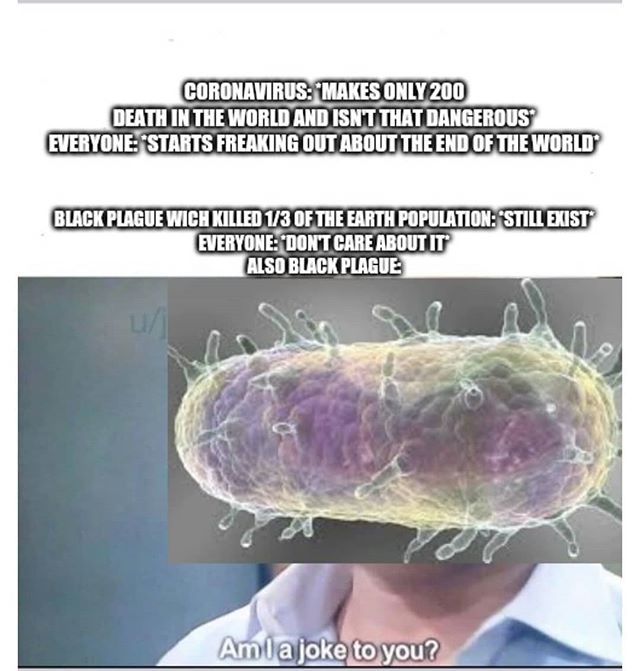 CORONAVIRUS: *MAKES ONLY 200
DEATH IN THE WORLD AND ISN'T THAT DANGEROUS*
EVERYONE: *STARTS FREAKING OUT ABOUT THE END OF THE WORLD*
BLACK PLAGUE WICH KILLED 1/3 OF THE EARTH POPULATION: *STILL EXIST*
EVERYONE: *DON'T CARE ABOUT IT*
ALSO BLACK PLAGUE:
u/j
Am I a joke to you?